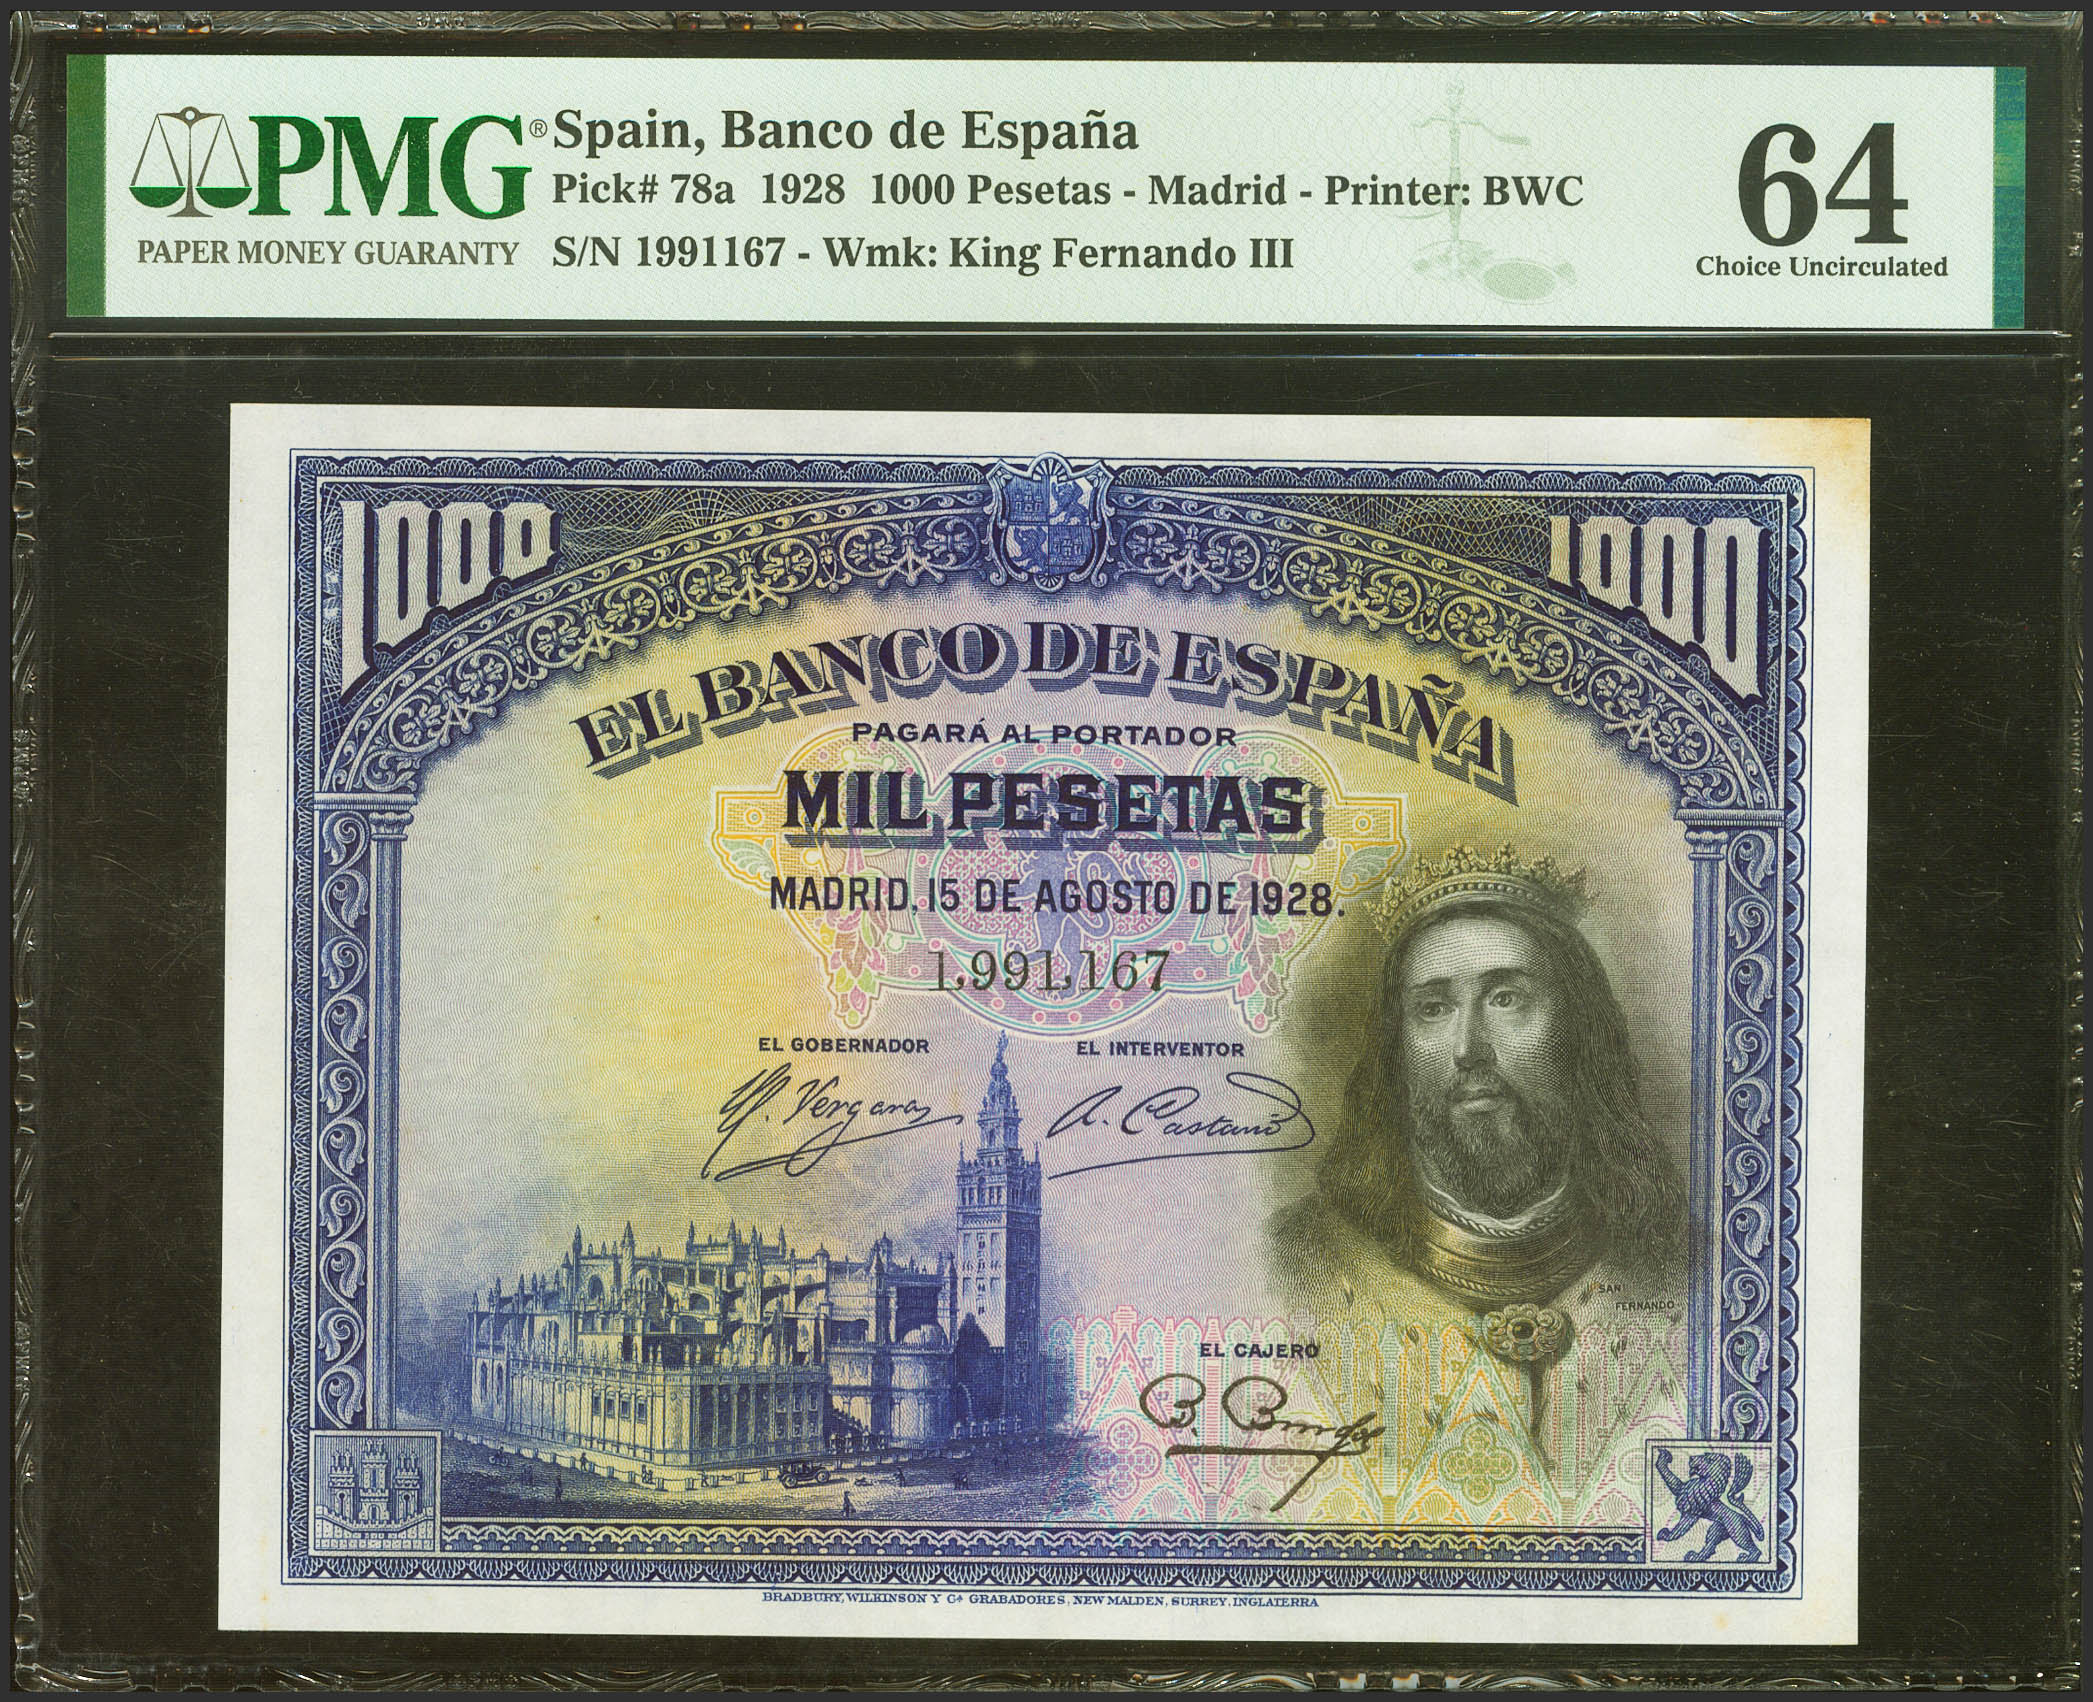 PMG®
PAPER MONEY GUARANTY
Spain, Banco de España
Pick# 78a 1928 1000 Pesetas - Madrid - Printer: BWC
S/N 1991167 - Wmk: King Fernando III
64
Choice Uncirculated
1000
1000
EL BANCO DE ESPAÑA
PAGARÁ AL PORTADOR
MIL PESETAS
MADRID, 15 DE AGOSTO DE 1928.
1,991,167
EL GOBERNADOR
EL INTERVENTOR
Vergara
A. Castaño
SAN
FERNANDO
EL CAJERO
BRADBURY, WILKINSON Y Cª GRABADORES, NEW MALDEN, SURREY, INGLATERRA